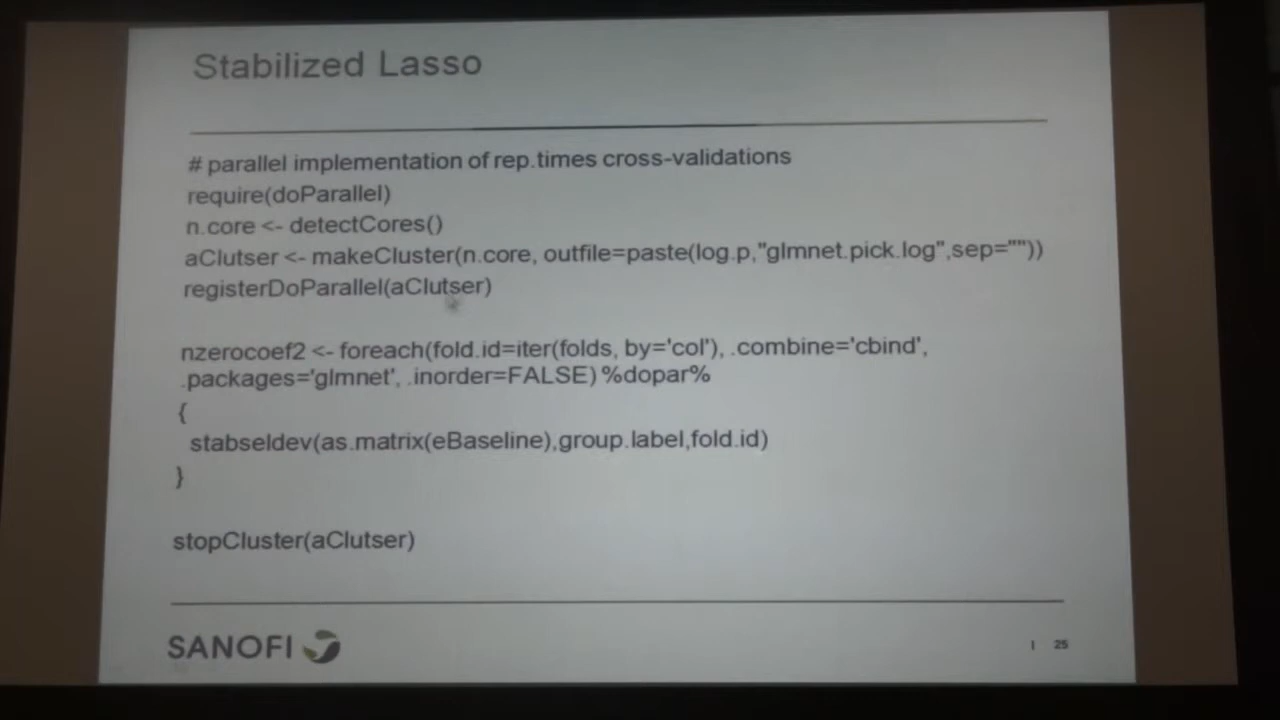 Stabilized Lasso
# parallel implementation of rep.times cross-validations
require(doParallel)
n.core <- detectCores()
aClutser <- makeCluster(n.core, outfile=paste(log.p,"glmnet.pick.log",sep=""))
registerDoParallel(aClutser)
nzerocoef2 <- foreach(fold.id=iter(folds, by='col'), .combine='cbind',
.packages='glmnet', .inorder=FALSE) %dopar%
{
stabseldev(as.matrix(eBaseline),group.label,fold.id)
}
stopCluster(aClutser)
SANOFI
| 25